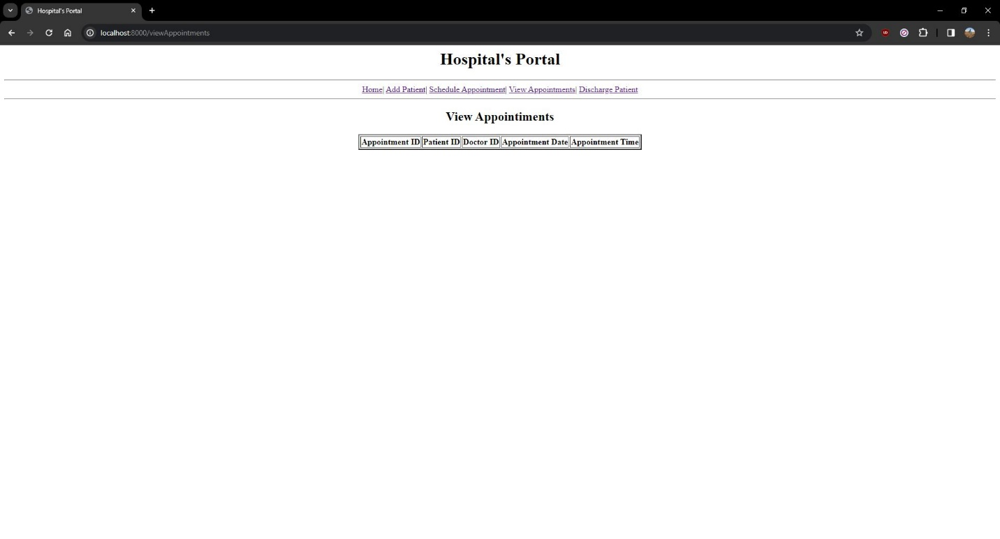 Hospital's Portal
localhost:8000/viewAppointments
Hospital's Portal
Home| Add Patient| Schedule Appointment| View Appointments| Discharge Patient
View Appointiments
Appointment ID Patient ID Doctor ID Appointment Date Appointment Time